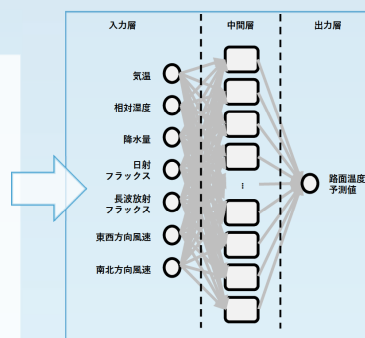 入力層
中間層
出力層
気温
相対湿度
降水量
日射
フラックス
長波放射
フラックス
東西方向風速
南北方向風速
…
路面温度
予測値